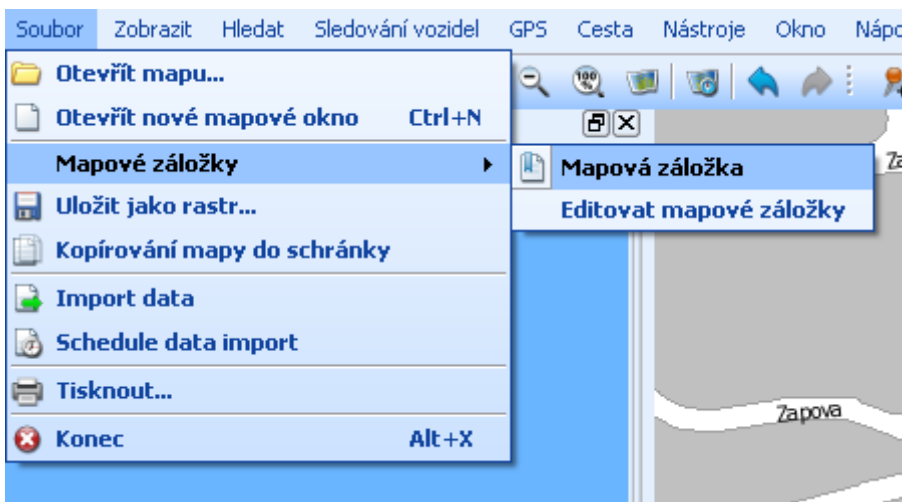 Soubor Zobrazit Hledat Sledování vozidel GPS Cesta Nástroje Okno
Otevřít mapu...
Otevřít nové mapové okno Ctrl+N
Mapové záložky
Mapová záložka
Editovat mapové záložky
Uložit jako rastr...
Kopírování mapy do schránky
Import data
Schedule data import
Tisknout...
Konec Alt+X
100%
Zapova